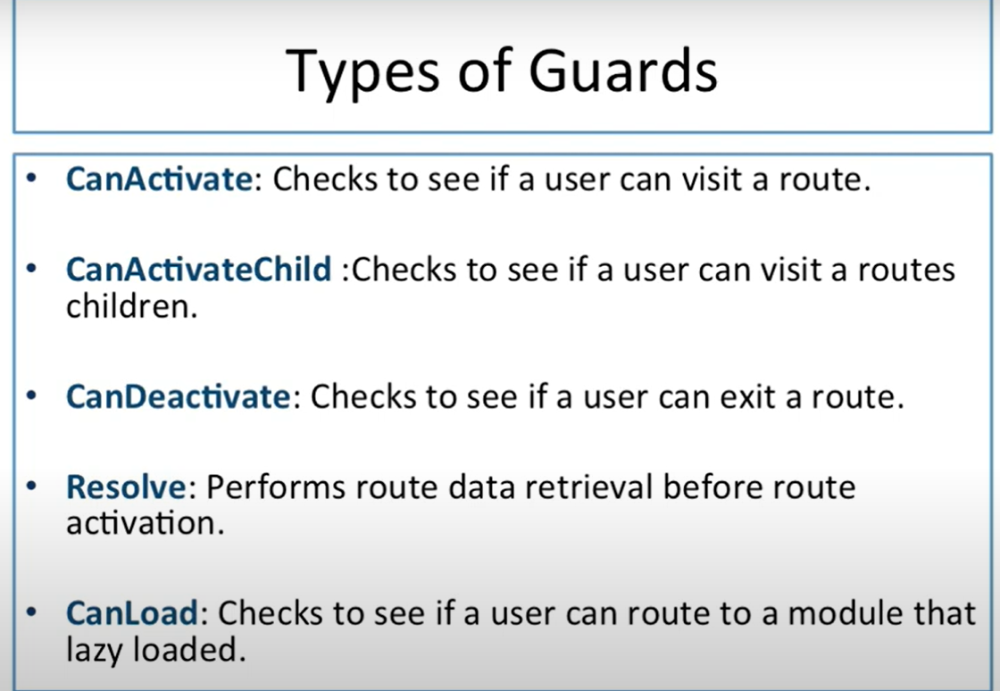 Types of Guards
• CanActivate: Checks to see if a user can visit a route.
• CanActivateChild :Checks to see if a user can visit a routes
children.
• CanDeactivate: Checks to see if a user can exit a route.
• Resolve: Performs route data retrieval before route
activation.
• CanLoad: Checks to see if a user can route to a module that
lazy loaded.